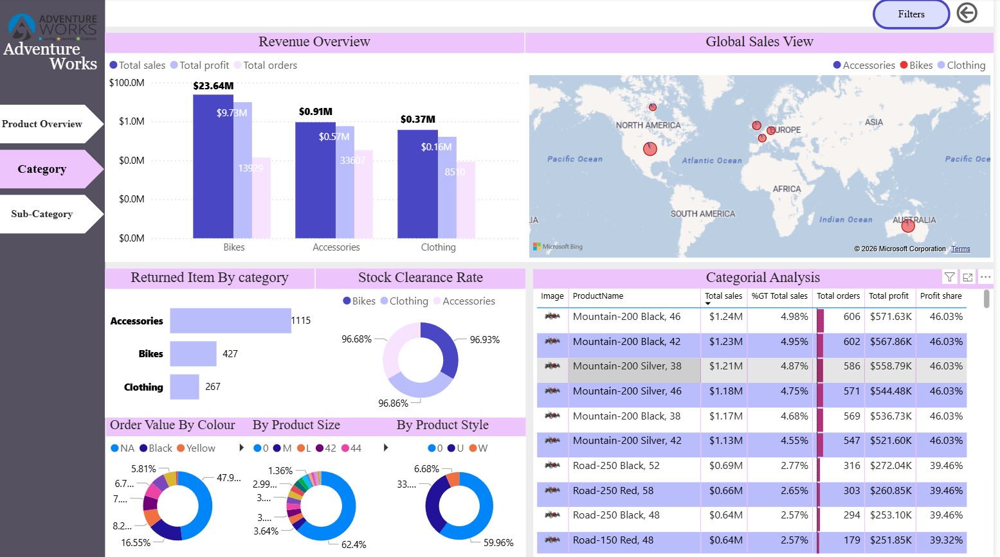 ADVENTURE
WORKS
Adventure
Works
Product Overview
Category
Sub-Category
Filters
Revenue Overview
Total sales Total profit Total orders
$100.0M
$1.0M
$0.0M
$0.0M
$0.0M
$23.64M
$9.73M
13929
$0.91M
$0.57M
33607
$0.37M
$0.16M
8510
Bikes Accessories Clothing
Global Sales View
Accessories Bikes Clothing
NORTH AMERICA
EUROPE
ASIA
Pacific Ocean
Atlantic Ocean
Pacific Oce
AFRICA
SOUTH AMERICA
Indian Ocean
AUSTRALIA
LIA
Microsoft Bing
© 2026 Microsoft Corporation Terms
Returned Item By category
Accessories 1115
Bikes 427
Clothing 267
Stock Clearance Rate
Bikes Clothing Accessories
96.68%
96.93%
96.86%
Order Value By Colour
NA Black Yellow
5.81%
47.9...
6.7...
7....
8.2...
16.55%
By Product Size
0 M L 42 44
1.36%
2.99...
3....
3....
3.64%
62.4%
By Product Style
0 U W
6.68%
33....
59.96%
Categorial Analysis
Image ProductName Total sales %GT Total sales Total orders Total profit Profit share
Mountain-200 Black, 46 $1.24M 4.98% 606 $571.63K 46.03%
Mountain-200 Black, 42 $1.23M 4.95% 602 $567.86K 46.03%
Mountain-200 Silver, 38 $1.21M 4.87% 586 $558.79K 46.03%
Mountain-200 Silver, 46 $1.18M 4.75% 571 $544.48K 46.03%
Mountain-200 Black, 38 $1.17M 4.68% 569 $536.73K 46.03%
Mountain-200 Silver, 42 $1.13M 4.55% 547 $521.60K 46.03%
Road-250 Black, 52 $0.69M 2.77% 316 $272.04K 39.46%
Road-250 Red, 58 $0.66M 2.65% 303 $260.85K 39.46%
Road-250 Black, 48 $0.64M 2.57% 294 $253.10K 39.46%
Road-150 Red, 48 $0.64M 2.57% 179 $251.85K 39.32%